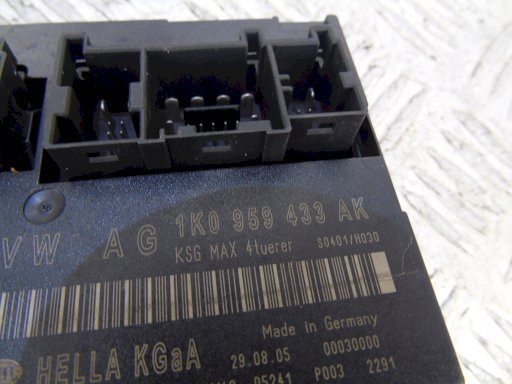 VW AG 1K0 959 433 AK
KSG MAX 4tuerer S0401/H030
Made in Germany
HELLA KGaA 29.08.05 00030000
05241 P003 2291